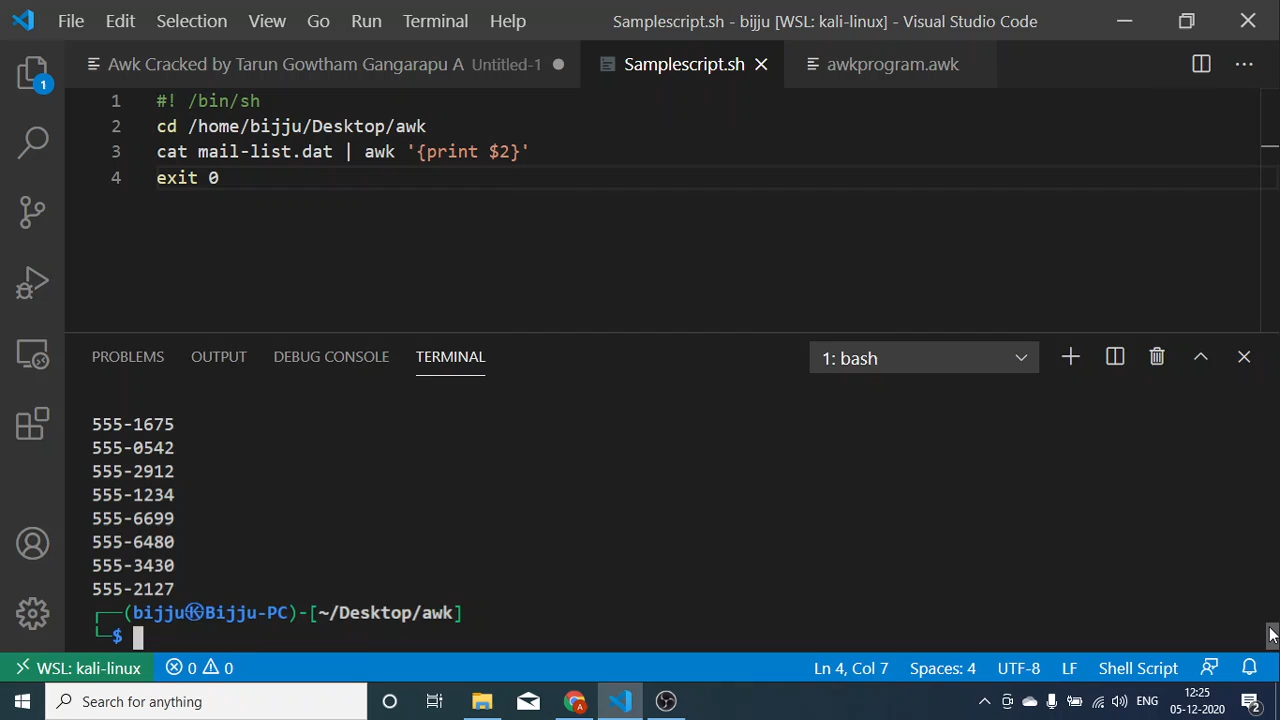 File Edit Selection View Go Run Terminal Help Samplescript.sh - bijju [WSL: kali-linux] - Visual Studio Code
Awk Cracked by Tarun Gowtham Gangarapu A Untitled-1 Samplescript.sh awkprogram.awk
1 #! /bin/sh
2 cd /home/bijju/Desktop/awk
3 cat mail-list.dat | awk '{print $2}'
4 exit 0
1
PROBLEMS OUTPUT DEBUG CONSOLE TERMINAL 1: bash
555-1675
555-0542
555-2912
555-1234
555-6699
555-6480
555-3430
555-2127
┌──(bijju㉿Bijju-PC)-[~/Desktop/awk]
└─$
WSL: kali-linux 0 0 Ln 4, Col 7 Spaces: 4 UTF-8 LF Shell Script
Search for anything ENG 12:25
05-12-2020 2